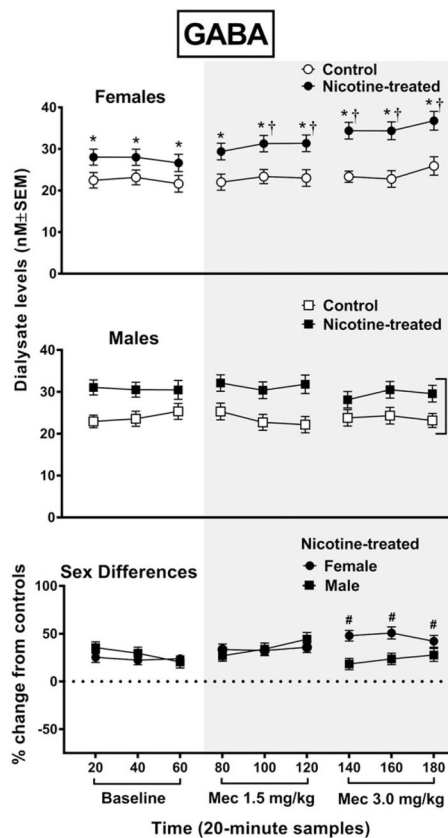 GABA
Control
Nicotine-treated
Females
* * * * *† *† *† *† *†
40
30
20
10
0
Dialysate levels (nM±SEM)
Control
Nicotine-treated
Males
40
30
20
10
0
*
Nicotine-treated
Sex Differences
Female
Male
# # #
100
50
0
-50
% change from controls
20 40 60 80 100 120 140 160 180
Baseline Mec 1.5 mg/kg Mec 3.0 mg/kg
Time (20-minute samples)